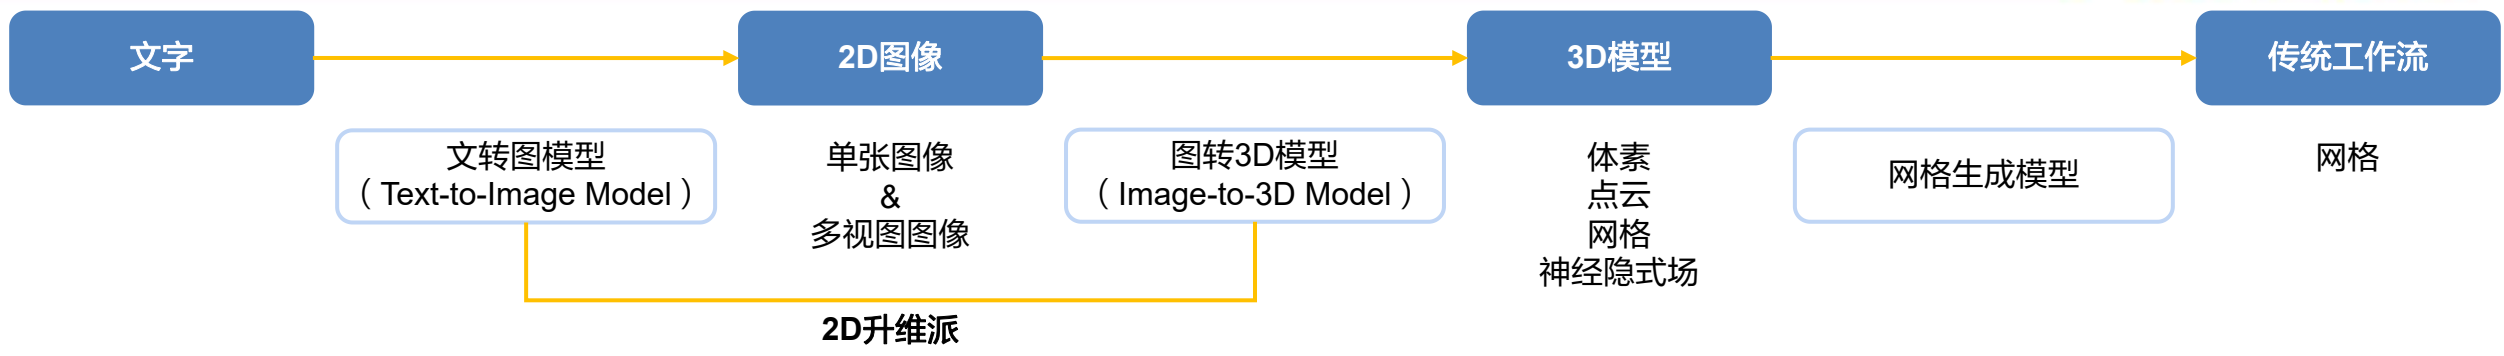 文字
2D图像
3D模型
传统工作流
文转图模型
（Text-to-Image Model）
单张图像
&
多视图图像
图转3D模型
（Image-to-3D Model）
体素
点云
网格
神经隐式场
网格生成模型
网格
2D升维派